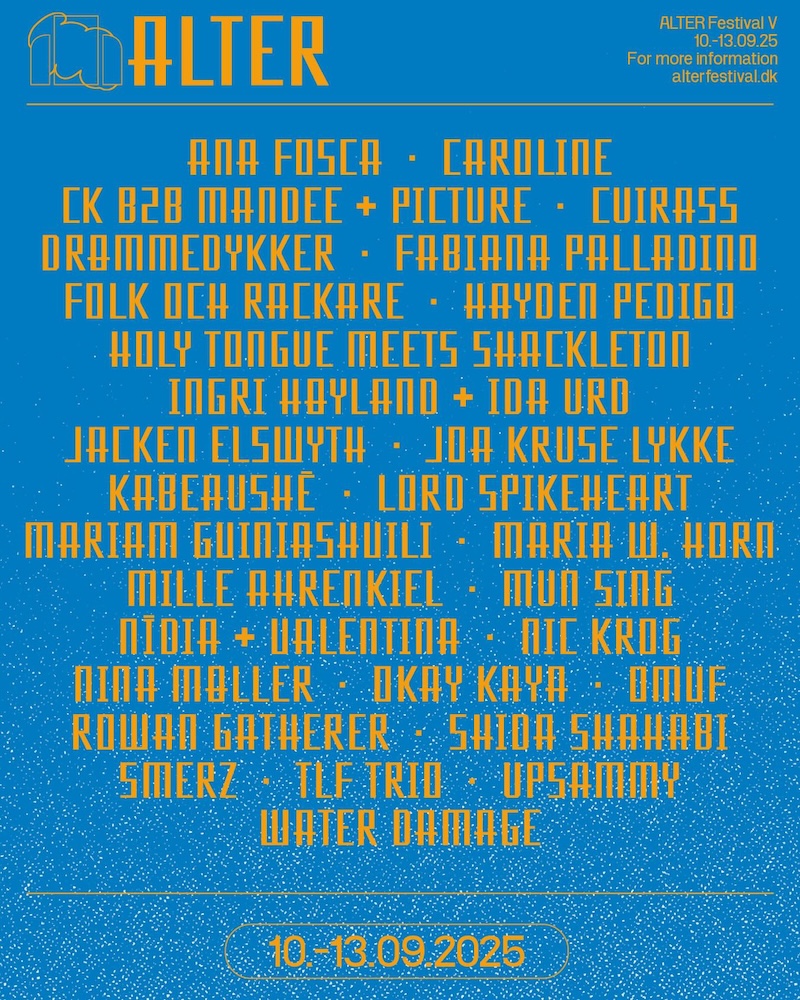 ALTER
ALTER Festival V
10.-13.09.25
For more information
alterfestival.dk
ANA FOSCA · CAROLINE
CK B2B MANDEE + PICTURE · CUIRASS
DRØMMEDYKKER · FABIANA PALLADINO
FOLK OCH RACKARE · HAYDEN PEDIGO
HOLY TONGUE MEETS SHACKLETON
INGRI HØYLAND + IDA URD
JACKEN ELSWYTH · JOA KRUSE LYKKE
KABEAUSHĒ · LORD SPIKEHEART
MARIAM GVINIASHVILI · MARIA W. HORN
MILLE AHRENKIEL · MUN SING
NĪDIA + VALENTINA · NIC KROG
NINA MØLLER · OKAY KAYA · OMUF
ROWAN GATHERER · SHIDA SHAHABI
SMERZ · TLF TRIO · UPSAMMY
WATER DAMAGE
10.-13.09.2025